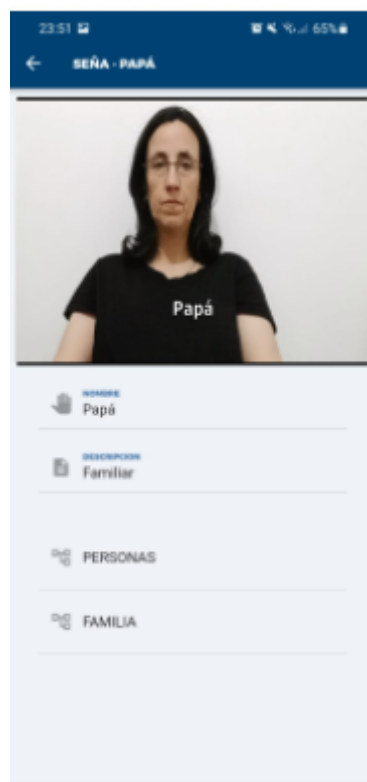 23:51 65%
SEÑA - PAPÁ
Papá
NOMBRE
Papá
DESCRIPCION
Familiar
PERSONAS
FAMILIA